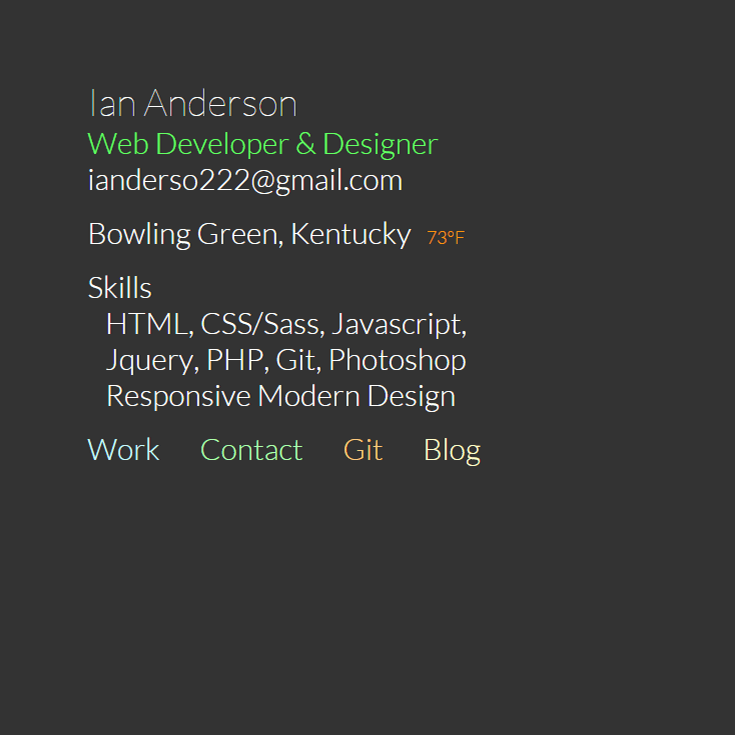 Ian Anderson
Web Developer & Designer
ianderso222@gmail.com
Bowling Green, Kentucky 73°F
Skills
HTML, CSS/Sass, Javascript,
Jquery, PHP, Git, Photoshop
Responsive Modern Design
Work Contact Git Blog